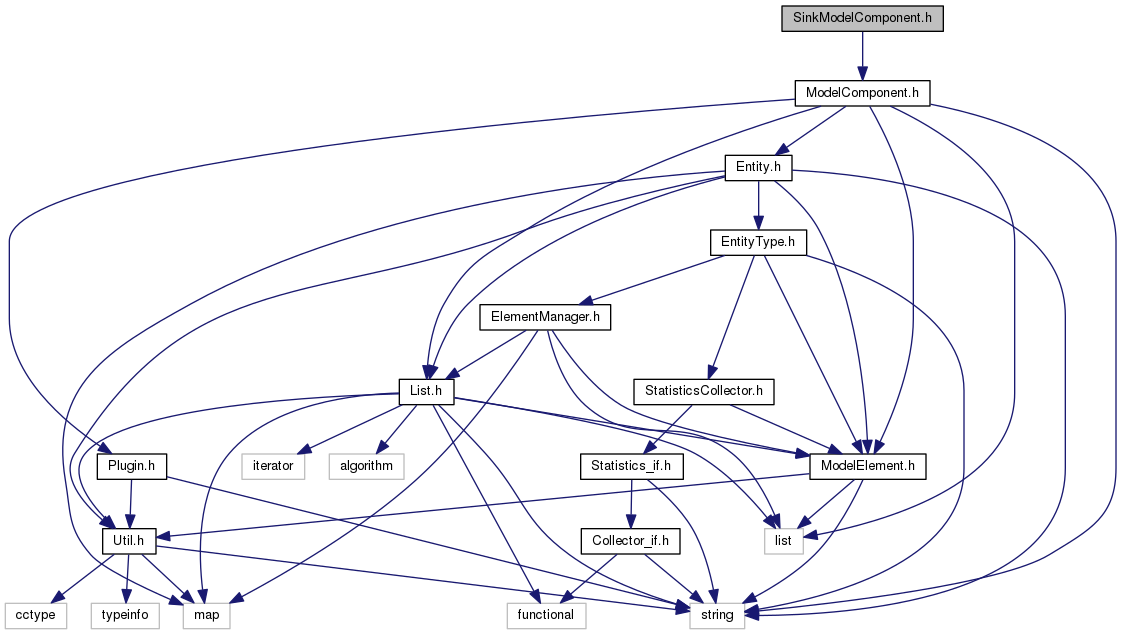 SinkModelComponent.h
ModelComponent.h
Entity.h
EntityType.h
ElementManager.h
List.h
StatisticsCollector.h
Plugin.h
iterator
algorithm
Statistics_if.h
ModelElement.h
Util.h
Collector_if.h
list
cctype
typeinfo
map
functional
string